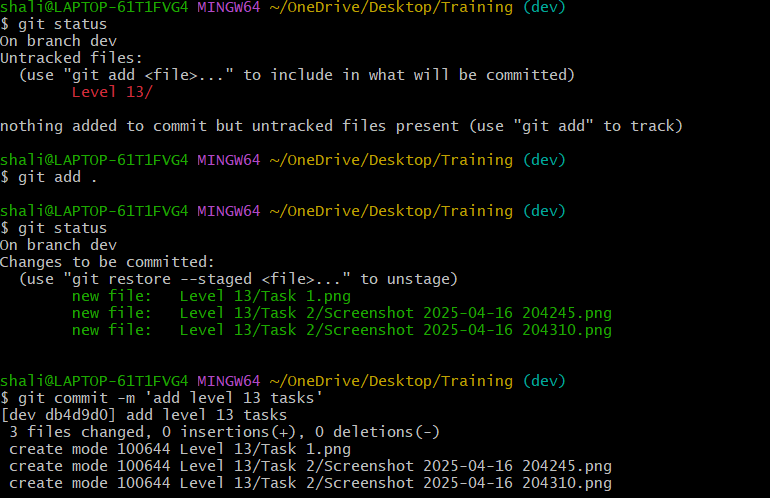 shali@LAPTOP-61T1FVG4 MINGW64 ~/OneDrive/Desktop/Training (dev)
$ git status
On branch dev
Untracked files:
  (use "git add <file>..." to include in what will be committed)
        Level 13/

nothing added to commit but untracked files present (use "git add" to track)

shali@LAPTOP-61T1FVG4 MINGW64 ~/OneDrive/Desktop/Training (dev)
$ git add .

shali@LAPTOP-61T1FVG4 MINGW64 ~/OneDrive/Desktop/Training (dev)
$ git status
On branch dev
Changes to be committed:
  (use "git restore --staged <file>..." to unstage)
        new file:   Level 13/Task 1.png
        new file:   Level 13/Task 2/Screenshot 2025-04-16 204245.png
        new file:   Level 13/Task 2/Screenshot 2025-04-16 204310.png

shali@LAPTOP-61T1FVG4 MINGW64 ~/OneDrive/Desktop/Training (dev)
$ git commit -m 'add level 13 tasks'
[dev db4d9d0] add level 13 tasks
 3 files changed, 0 insertions(+), 0 deletions(-)
 create mode 100644 Level 13/Task 1.png
 create mode 100644 Level 13/Task 2/Screenshot 2025-04-16 204245.png
 create mode 100644 Level 13/Task 2/Screenshot 2025-04-16 204310.png